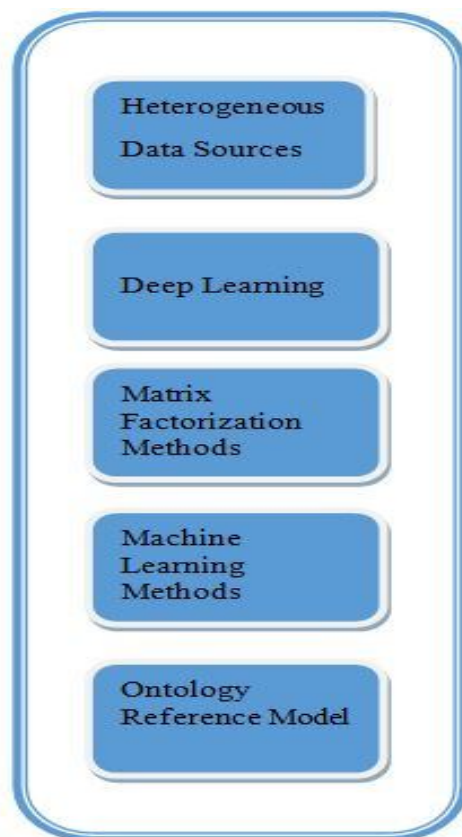 Heterogeneous
Data Sources
Deep Learning
Matrix
Factorization
Methods
Machine
Learning
Methods
Ontology
Reference Model